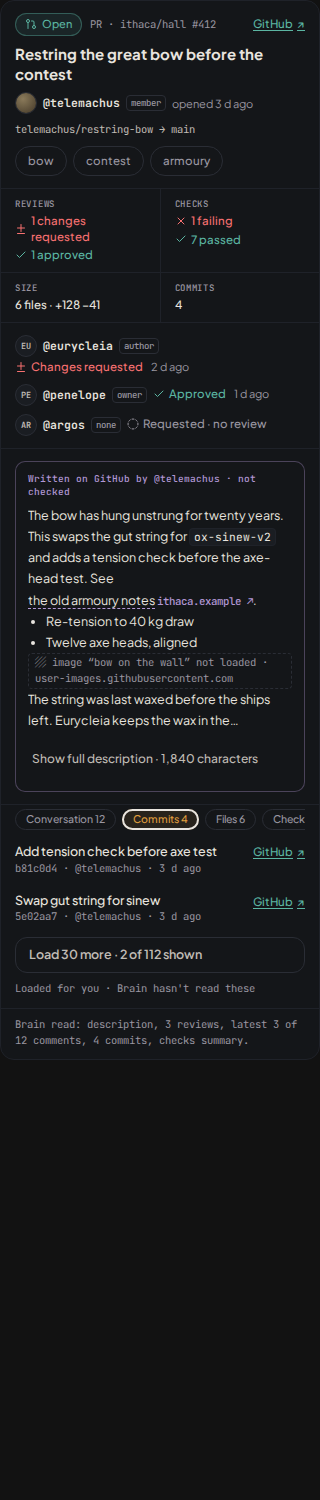 Open PR · ithaca/hall #412 GitHub ↗
Restring the great bow before the
contest
@telemachus member opened 3 d ago
telemachus/restring-bow → main
bow contest armoury
REVIEWS
± 1 changes
requested
✓ 1 approved
CHECKS
× 1 failing
✓ 7 passed
SIZE
6 files · +128 −41
COMMITS
4
EU @eurycleia author
± Changes requested 2 d ago
PE @penelope owner ✓ Approved 1 d ago
AR @argos none Requested · no review
Written on GitHub by @telemachus · not
checked
The bow has hung unstrung for twenty years.
This swaps the gut string for ox-sinew-v2
and adds a tension check before the axe-
head test. See
the old armoury notes ithaca.example ↗.
• Re-tension to 40 kg draw
• Twelve axe heads, aligned
image “bow on the wall” not loaded ·
user-images.githubusercontent.com
The string was last waxed before the ships
left. Eurycleia keeps the wax in the…
Show full description · 1,840 characters
Conversation 12 Commits 4 Files 6 Check
Add tension check before axe test GitHub ↗
b81c0d4 · @telemachus · 3 d ago
Swap gut string for sinew GitHub ↗
5e02aa7 · @telemachus · 3 d ago
Load 30 more · 2 of 112 shown
Loaded for you · Brain hasn't read these
Brain read: description, 3 reviews, latest 3 of
12 comments, 4 commits, checks summary.